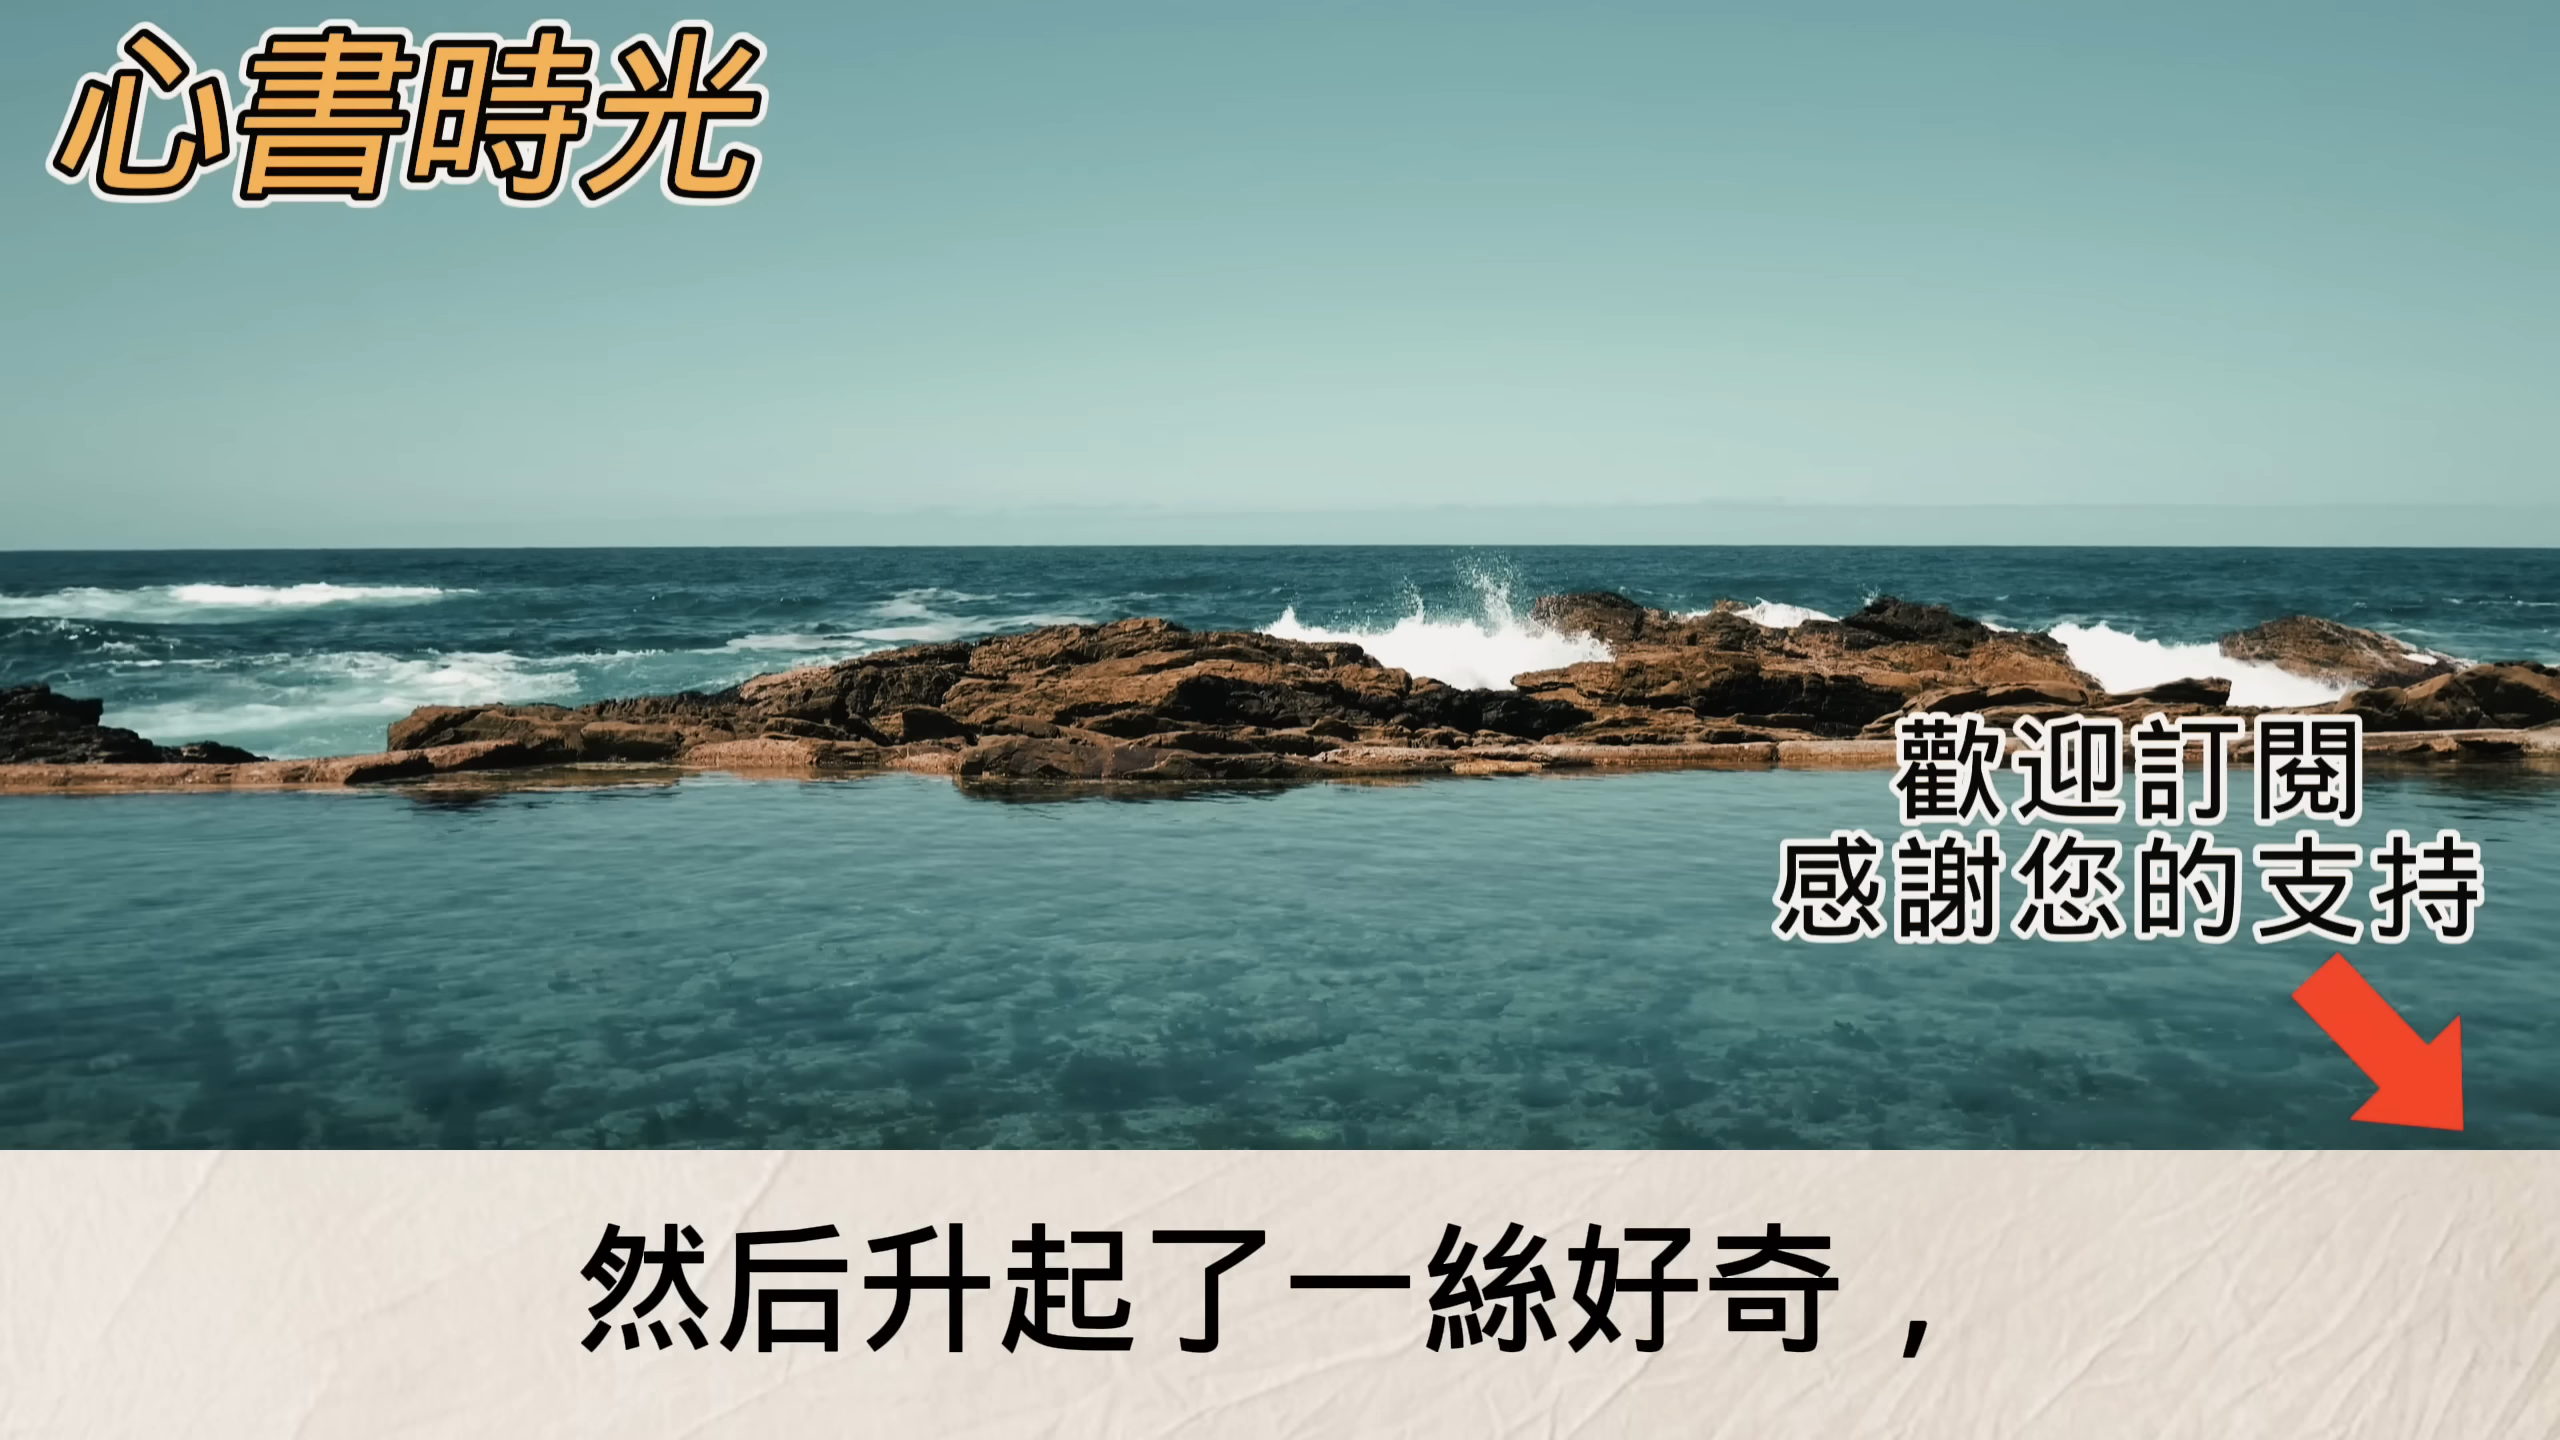 心書時光
歡迎訂閱
感謝您的支持
然后升起了一絲好奇，